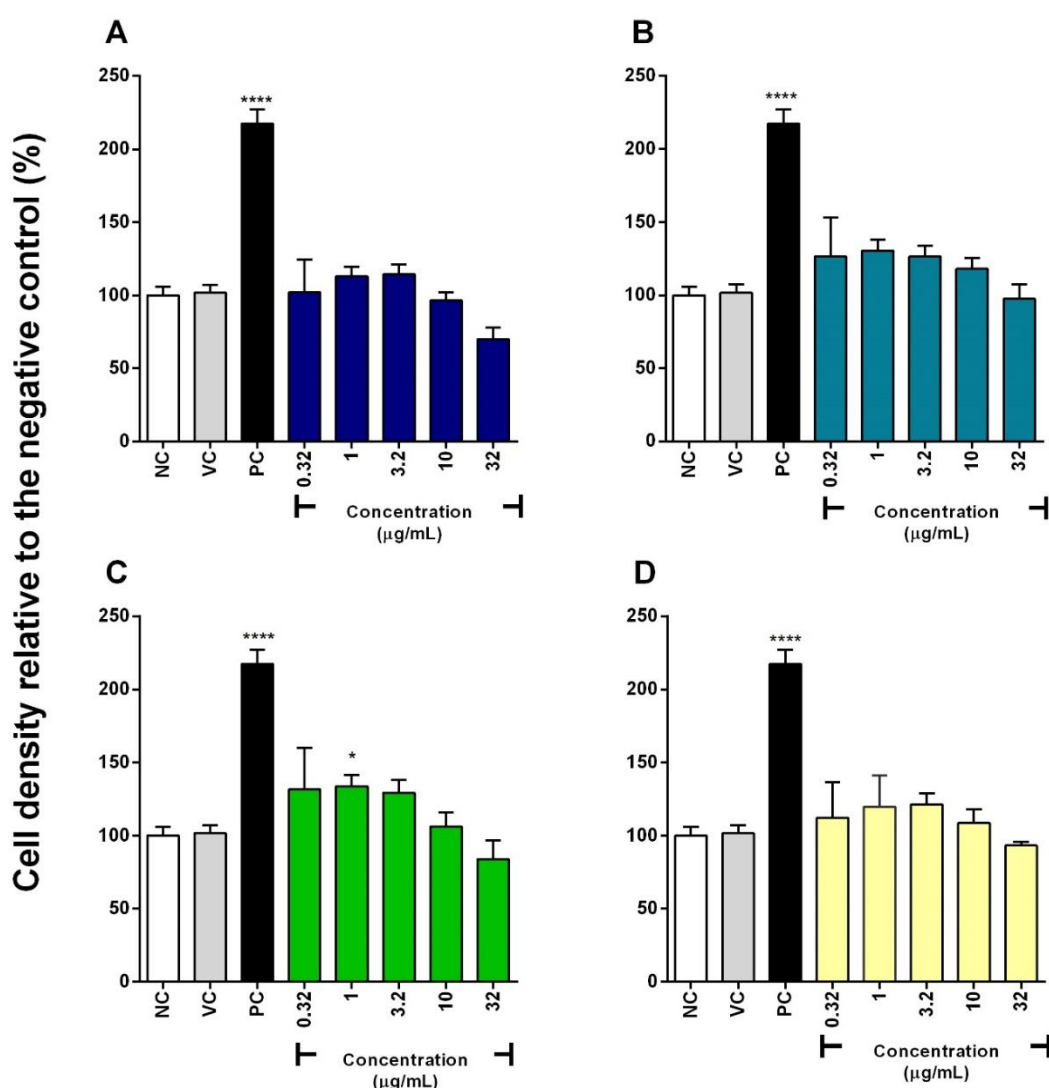 Cell density relative to the negative control (%)
A
250
200
150
100
50
0
****
NC
VC
PC
0.32
1
3.2
10
32
Concentration
(μg/mL)
B
250
200
150
100
50
0
****
NC
VC
PC
0.32
1
3.2
10
32
Concentration
(μg/mL)
C
250
200
150
100
50
0
****
*
NC
VC
PC
0.32
1
3.2
10
32
Concentration
(μg/mL)
D
250
200
150
100
50
0
****
NC
VC
PC
0.32
1
3.2
10
32
Concentration
(μg/mL)